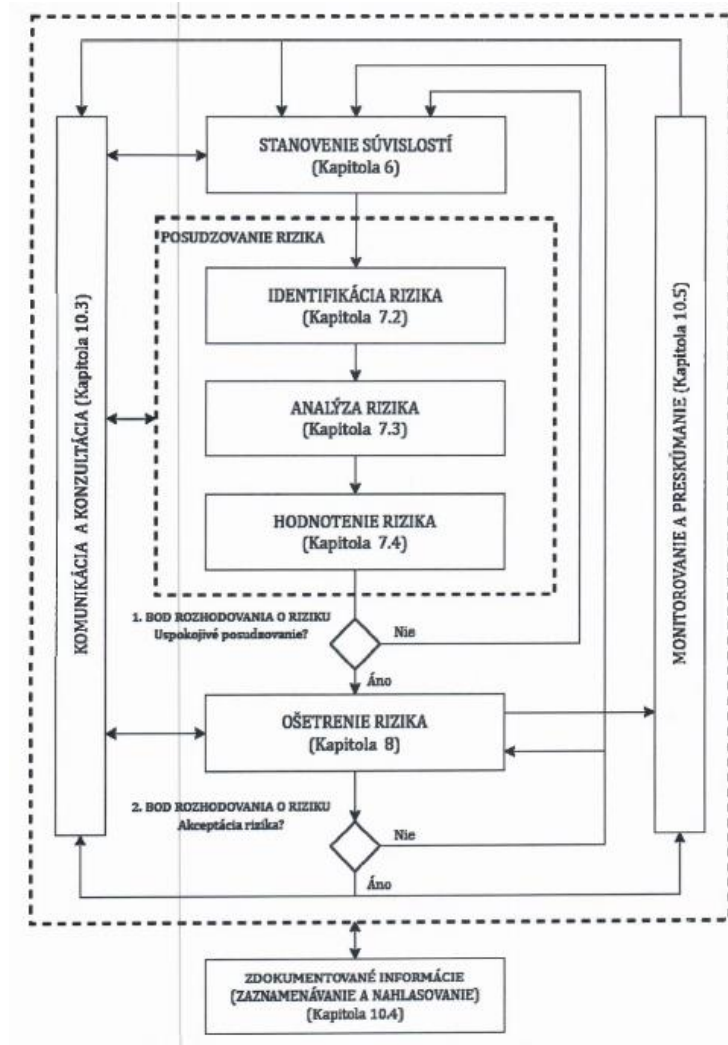 STANOVENIE SÚVISLOSTÍ
(Kapitola 6)
POSUDZOVANIE RIZIKA
IDENTIFIKÁCIA RIZIKA
(Kapitola 7.2)
ANALÝZA RIZIKA
(Kapitola 7.3)
HODNOTENIE RIZIKA
(Kapitola 7.4)
KOMUNIKÁCIA A KONZULTÁCIA (Kapitola 10.3)
MONITOROVANIE A PRESKÚMANIE (Kapitola 10.5)
1. BOD ROZHODOVANIA O RIZIKU
Uspokojivé posudzovanie?
Nie
Áno
OŠETRENIE RIZIKA
(Kapitola 8)
2. BOD ROZHODOVANIA O RIZIKU
Akceptácia rizika?
Nie
Áno
ZDOKUMENTOVANÉ INFORMÁCIE
(ZAZNAMENÁVANIE A NAHLASOVANIE)
(Kapitola 10.4)